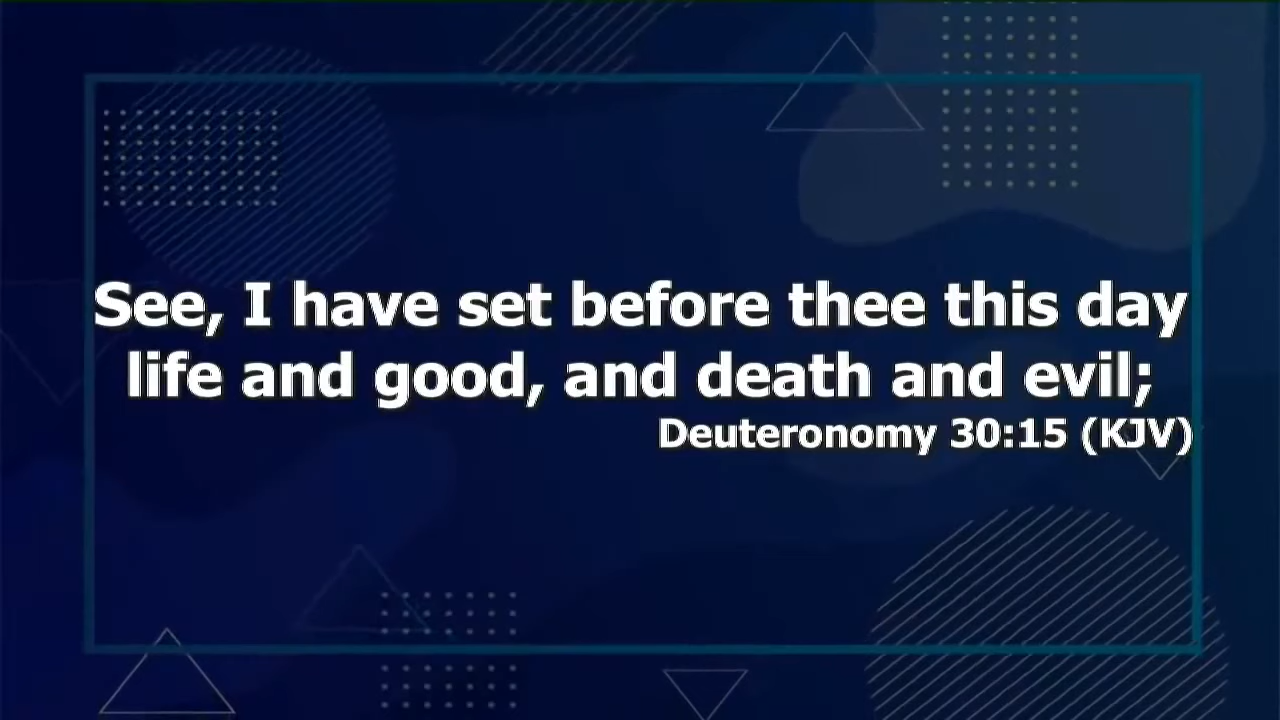 See, I have set before thee this day
life and good, and death and evil;
Deuteronomy 30:15 (KJV)